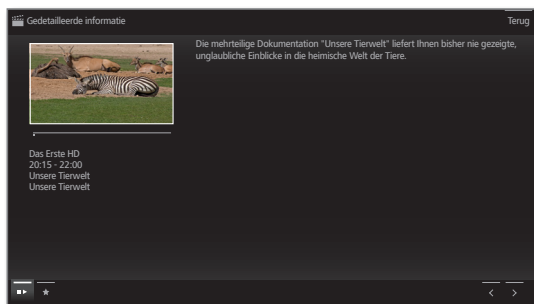 Gedetailleerde informatie
Terug
Die mehrteilige Dokumentation "Unsere Tierwelt" liefert Ihnen bisher nie gezeigte,
unglaubliche Einblicke in die heimische Welt der Tiere.
Das Erste HD
20:15 - 22:00
Unsere Tierwelt
Unsere Tierwelt